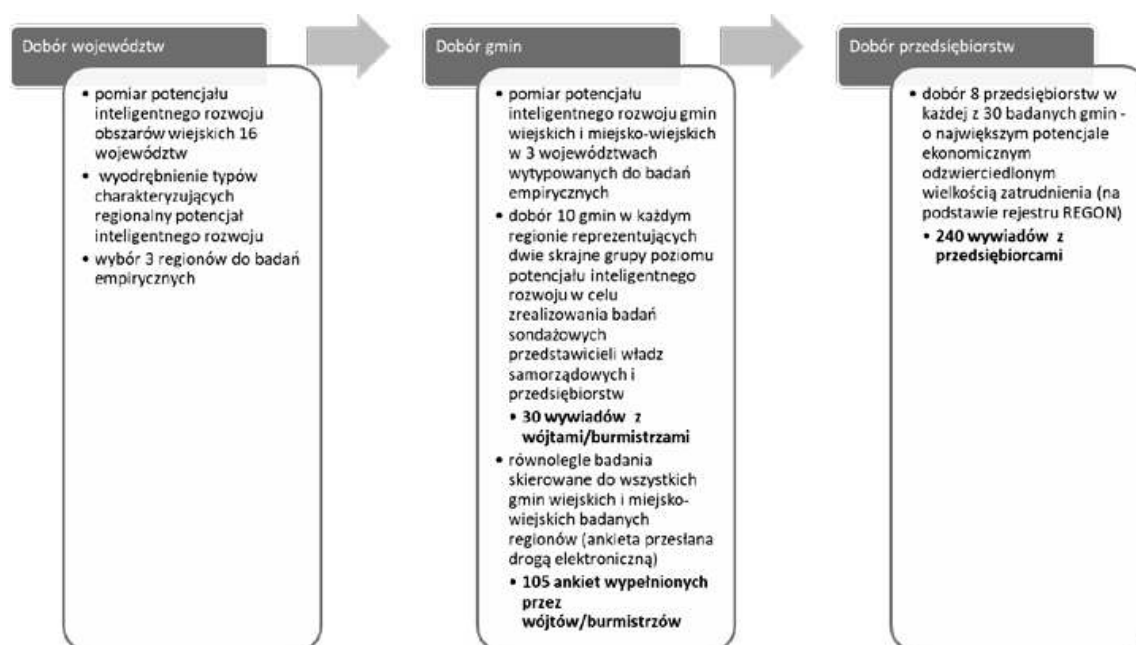 Dobór województw
• pomiar potencjału
inteligentnego rozwoju
obszarów wiejskich 16
województw
• wyodrębnienie typów
charakteryzujących
regionalny potencjał
inteligentnego rozwoju
• wybór 3 regionów do badań
empirycznych
Dobór gmin
• pomiar potencjału
inteligentnego rozwoju gmin
wiejskich i miejsko-wiejskich
w 3 województwach
wytypowanych do badań
empirycznych
• dobór 10 gmin w każdym
regionie reprezentujących
dwie skrajne grupy poziomu
potencjału inteligentnego
rozwoju w celu
zrealizowania badań
sondażowych
przedstawicieli władz
samorządowych i
przedsiębiorstw
• 30 wywiadów z
wójtami/burmistrzami
• równolegle badania
skierowane do wszystkich
gmin wiejskich i miejsko-
wiejskich badanych
regionów (ankieta przesłana
drogą elektroniczną)
• 105 ankiet wypełnionych
przez
wójtów/burmistrzów
Dobór przedsiębiorstw
• dobór 8 przedsiębiorstw w
każdej z 30 badanych gmin -
o największym potencjale
ekonomicznym
odzwierciedlonym
wielkością zatrudnienia (na
podstawie rejestru REGON)
• 240 wywiadów z
przedsiębiorcami